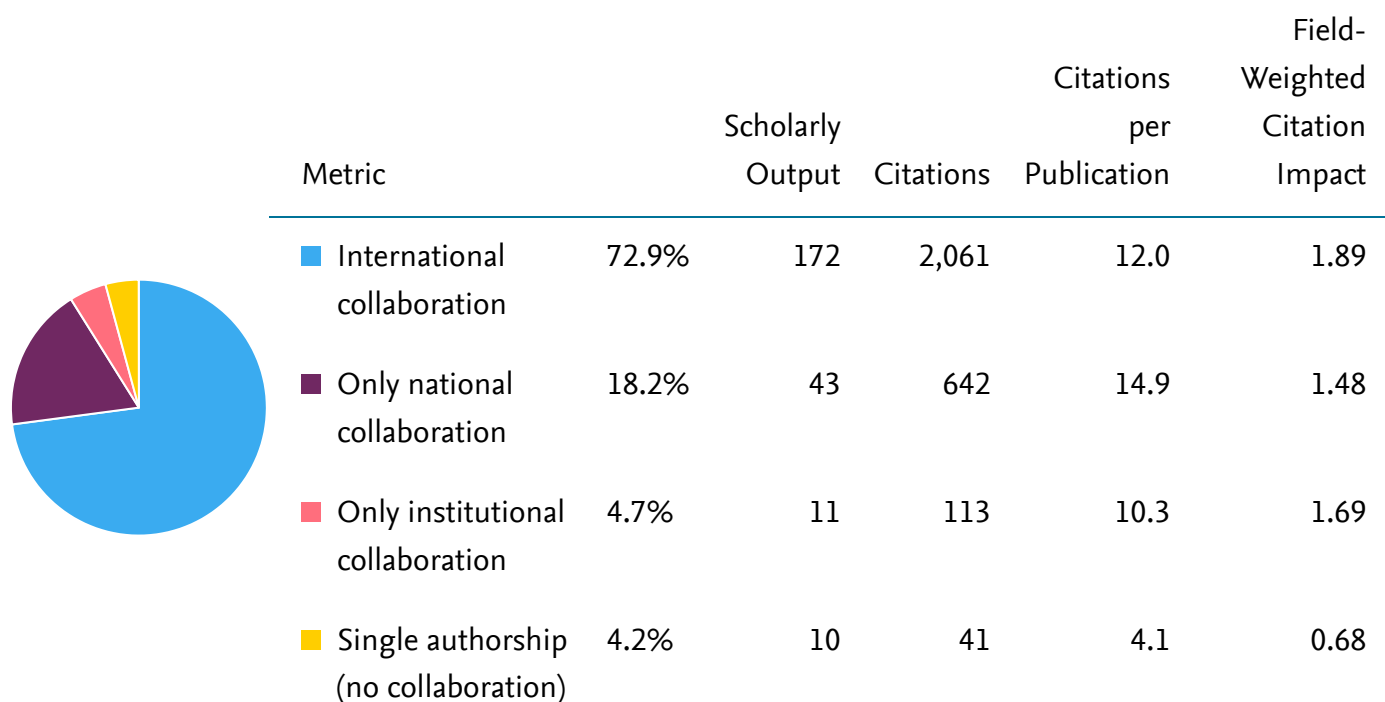 Field-
Citations Weighted
Scholarly per Citation
Metric Output Citations Publication Impact
International 72.9% 172 2,061 12.0 1.89
collaboration
Only national 18.2% 43 642 14.9 1.48
collaboration
Only institutional 4.7% 11 113 10.3 1.69
collaboration
Single authorship 4.2% 10 41 4.1 0.68
(no collaboration)